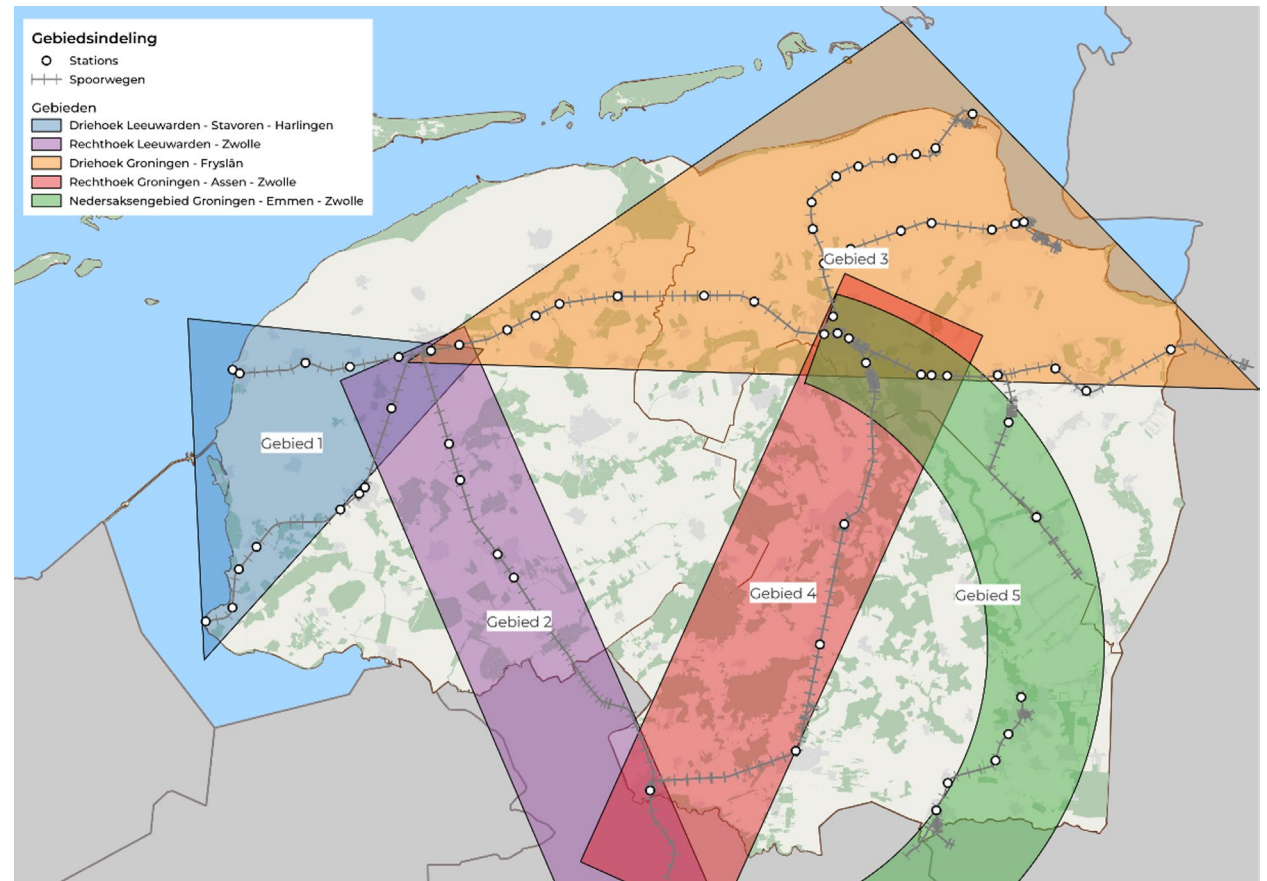 Gebiedsindeling
Stations
Spoorwegen
Gebieden
Driehoek Leeuwarden - Stavoren - Harlingen
Rechthoek Leeuwarden - Zwolle
Driehoek Groningen - Fryslân
Rechthoek Groningen - Assen - Zwolle
Nedersaksengebied Groningen - Emmen - Zwolle
Gebied 3
Gebied 1
Gebied 4
Gebied 5
Gebied 2